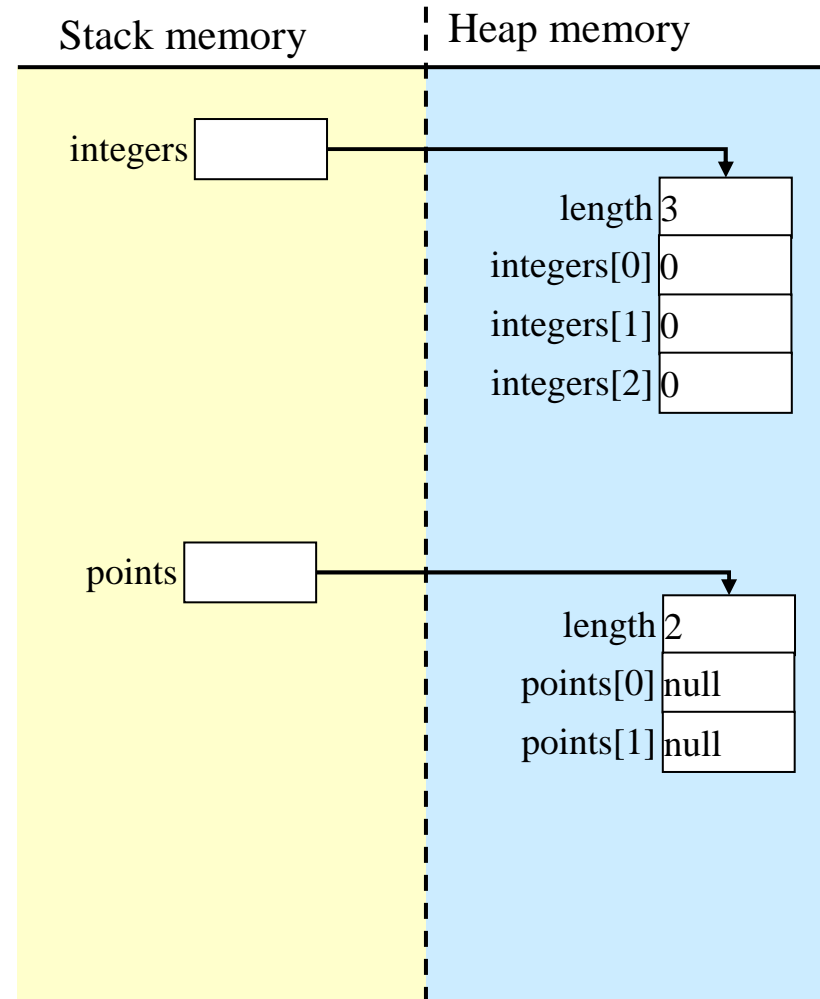 Stack memory
Heap memory
integers
length 3
integers[0] 0
integers[1] 0
integers[2] 0
points
length 2
points[0] null
points[1] null